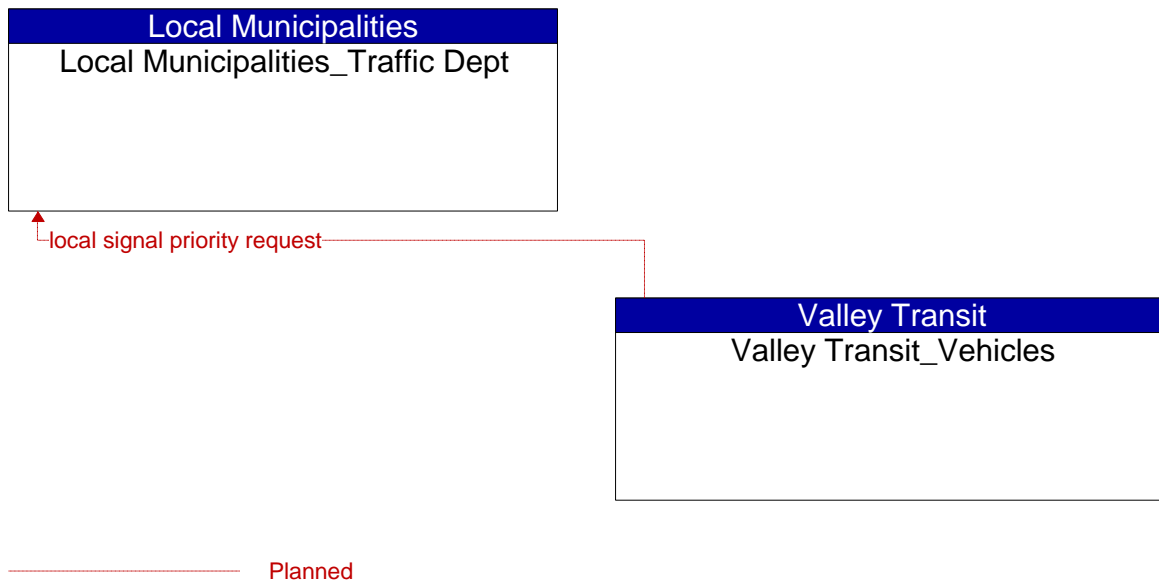 Local Municipalities
Local Municipalities_Traffic Dept
local signal priority request
Valley Transit
Valley Transit_Vehicles
Planned